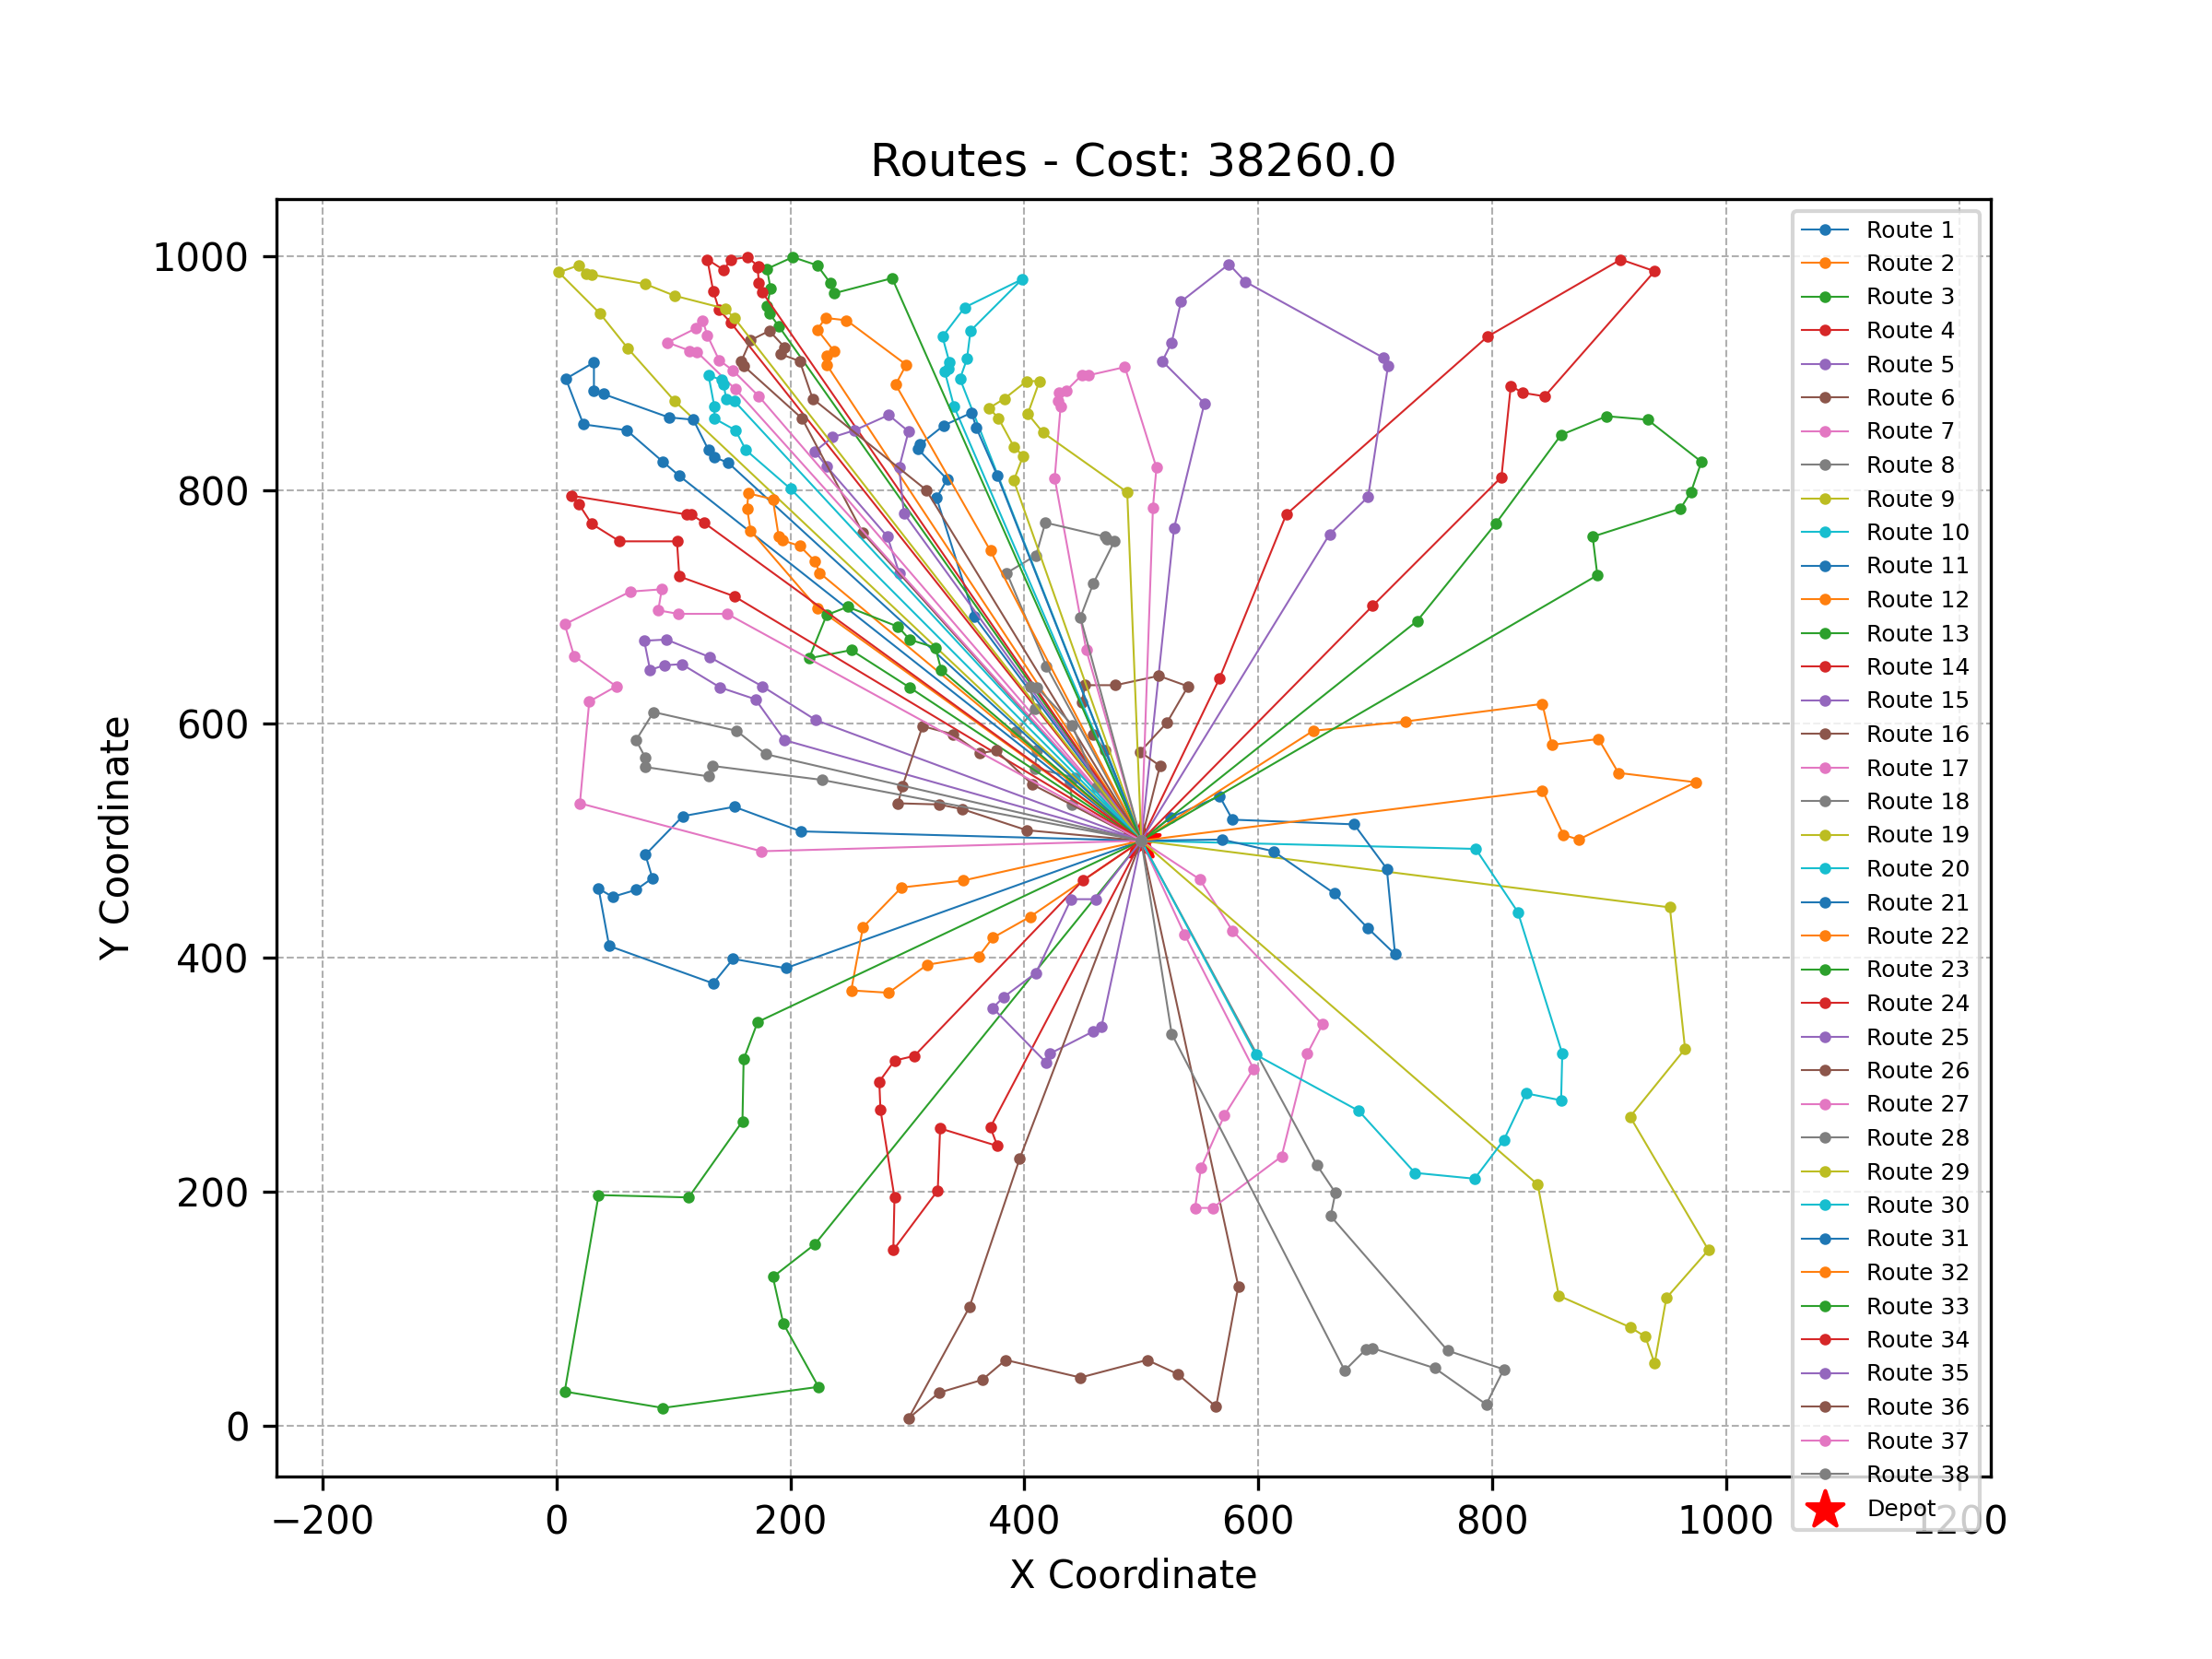 Routes - Cost: 38260.0
Y Coordinate
1000
800
600
400
200
0
−200
0
200
400
600
800
1000
1200
X Coordinate
Route 1
Route 2
Route 3
Route 4
Route 5
Route 6
Route 7
Route 8
Route 9
Route 10
Route 11
Route 12
Route 13
Route 14
Route 15
Route 16
Route 17
Route 18
Route 19
Route 20
Route 21
Route 22
Route 23
Route 24
Route 25
Route 26
Route 27
Route 28
Route 29
Route 30
Route 31
Route 32
Route 33
Route 34
Route 35
Route 36
Route 37
Route 38
Depot